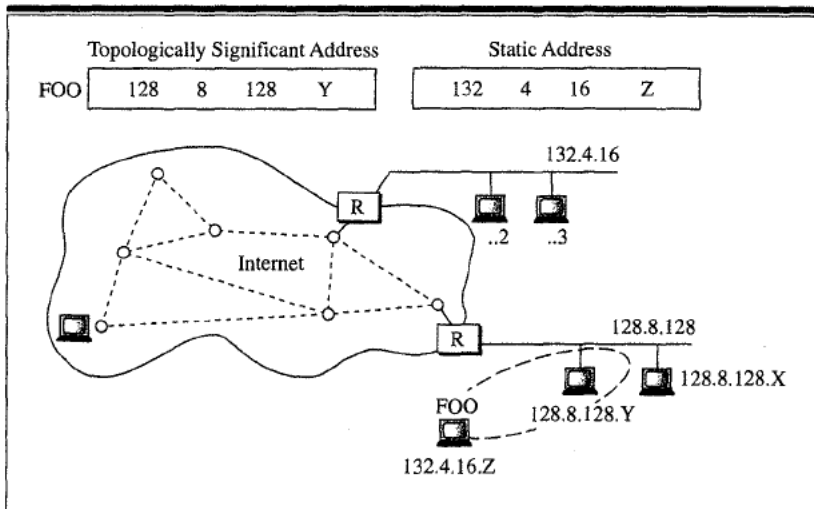 Topologically Significant Address
Static Address
FOO 128 8 128 Y
132 4 16 Z
132.4.16
R
..2
..3
Internet
128.8.128
R
128.8.128.X
FOO
128.8.128.Y
132.4.16.Z